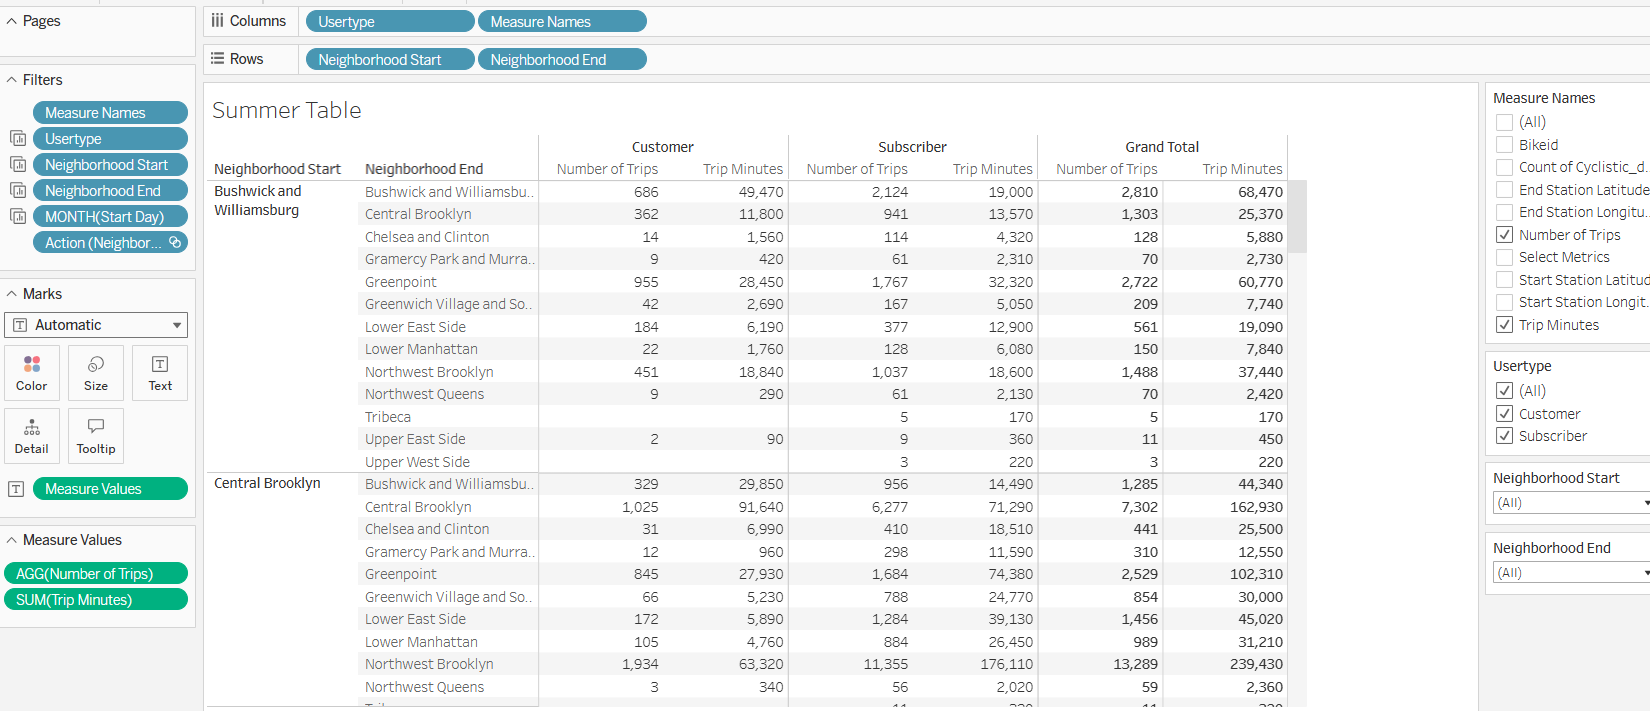 Pages
Columns Usertype Measure Names
Rows Neighborhood Start Neighborhood End
Filters
Measure Names
Usertype
Neighborhood Start
Neighborhood End
MONTH(Start Day)
Action (Neighbor...
Marks
Automatic
Color Size Text
Detail Tooltip
Measure Values
Measure Values
AGG(Number of Trips)
SUM(Trip Minutes)
Summer Table
Customer Subscriber Grand Total
Neighborhood Start Neighborhood End Number of Trips Trip Minutes Number of Trips Trip Minutes Number of Trips Trip Minutes
Bushwick and Bushwick and Williamsbu.. 686 49,470 2,124 19,000 2,810 68,470
Williamsburg Central Brooklyn 362 11,800 941 13,570 1,303 25,370
Chelsea and Clinton 14 1,560 114 4,320 128 5,880
Gramercy Park and Murra.. 9 420 61 2,310 70 2,730
Greenpoint 955 28,450 1,767 32,320 2,722 60,770
Greenwich Village and So.. 42 2,690 167 5,050 209 7,740
Lower East Side 184 6,190 377 12,900 561 19,090
Lower Manhattan 22 1,760 128 6,080 150 7,840
Northwest Brooklyn 451 18,840 1,037 18,600 1,488 37,440
Northwest Queens 9 290 61 2,130 70 2,420
Tribeca 5 170 5 170
Upper East Side 2 90 9 360 11 450
Upper West Side 3 220 3 220
Central Brooklyn Bushwick and Williamsbu.. 329 29,850 956 14,490 1,285 44,340
Central Brooklyn 1,025 91,640 6,277 71,290 7,302 162,930
Chelsea and Clinton 31 6,990 410 18,510 441 25,500
Gramercy Park and Murra.. 12 960 298 11,590 310 12,550
Greenpoint 845 27,930 1,684 74,380 2,529 102,310
Greenwich Village and So.. 66 5,230 788 24,770 854 30,000
Lower East Side 172 5,890 1,284 39,130 1,456 45,020
Lower Manhattan 105 4,760 884 26,450 989 31,210
Northwest Brooklyn 1,934 63,320 11,355 176,110 13,289 239,430
Northwest Queens 3 340 56 2,020 59 2,360
Measure Names
(All)
Bikeid
Count of Cyclistic_d.
End Station Latitude
End Station Longitu..
Number of Trips
Select Metrics
Start Station Latitud
Start Station Longit.
Trip Minutes
Usertype
(All)
Customer
Subscriber
Neighborhood Start
(All)
Neighborhood End
(All)